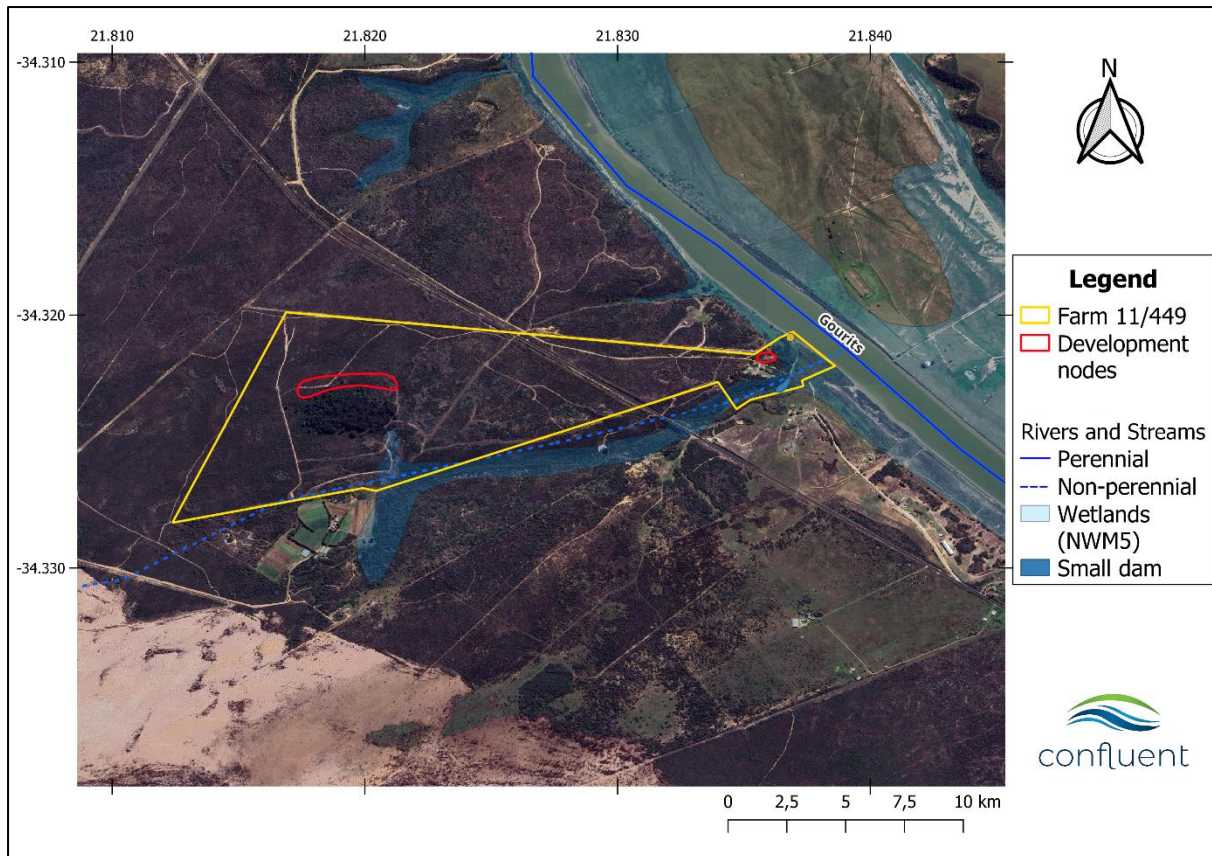 21.810 21.820 21.830 21.840
-34.310
-34.320
-34.330
Gourits
N
Legend
Farm 11/449
Development
nodes
Rivers and Streams
Perennial
Non-perennial
Wetlands
(NWM5)
Small dam
confluent
0 2,5 5 7,5 10 km